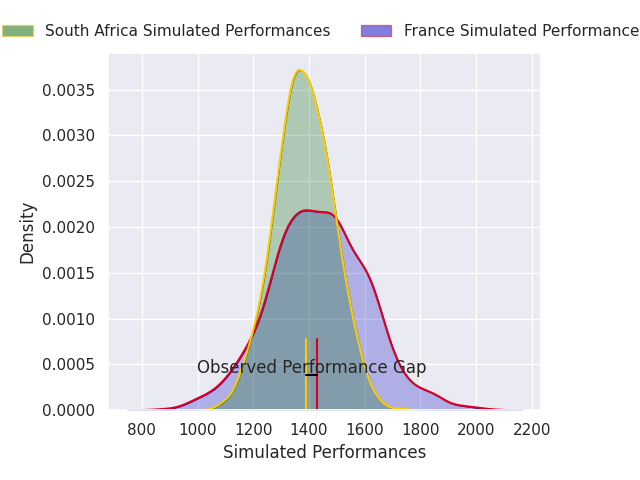 South Africa Simulated Performances France Simulated Performance
0.0035
0.0030
0.0025
0.0020
0.0015
0.0010
0.0005
0.0000
Density
Observed Performance Gap
800 1000 1200 1400 1600 1800 2000 2200
Simulated Performances